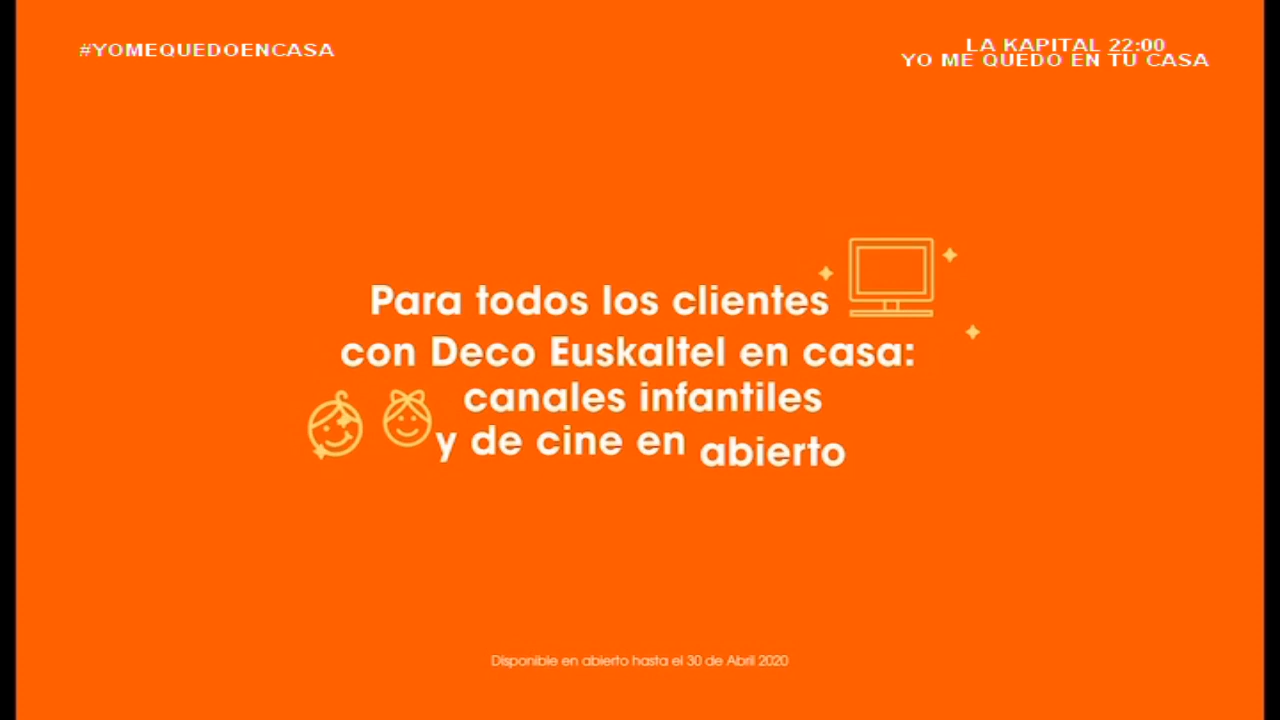 #YOMEQUEDOENCASA
LA KAPITAL 22:00
YO ME QUEDO EN TU CASA
Para todos los clientes
con Deco Euskaltel en casa:
canales infantiles
y de cine en abierto
Disponible en abierto hasta el 30 de Abril 2020